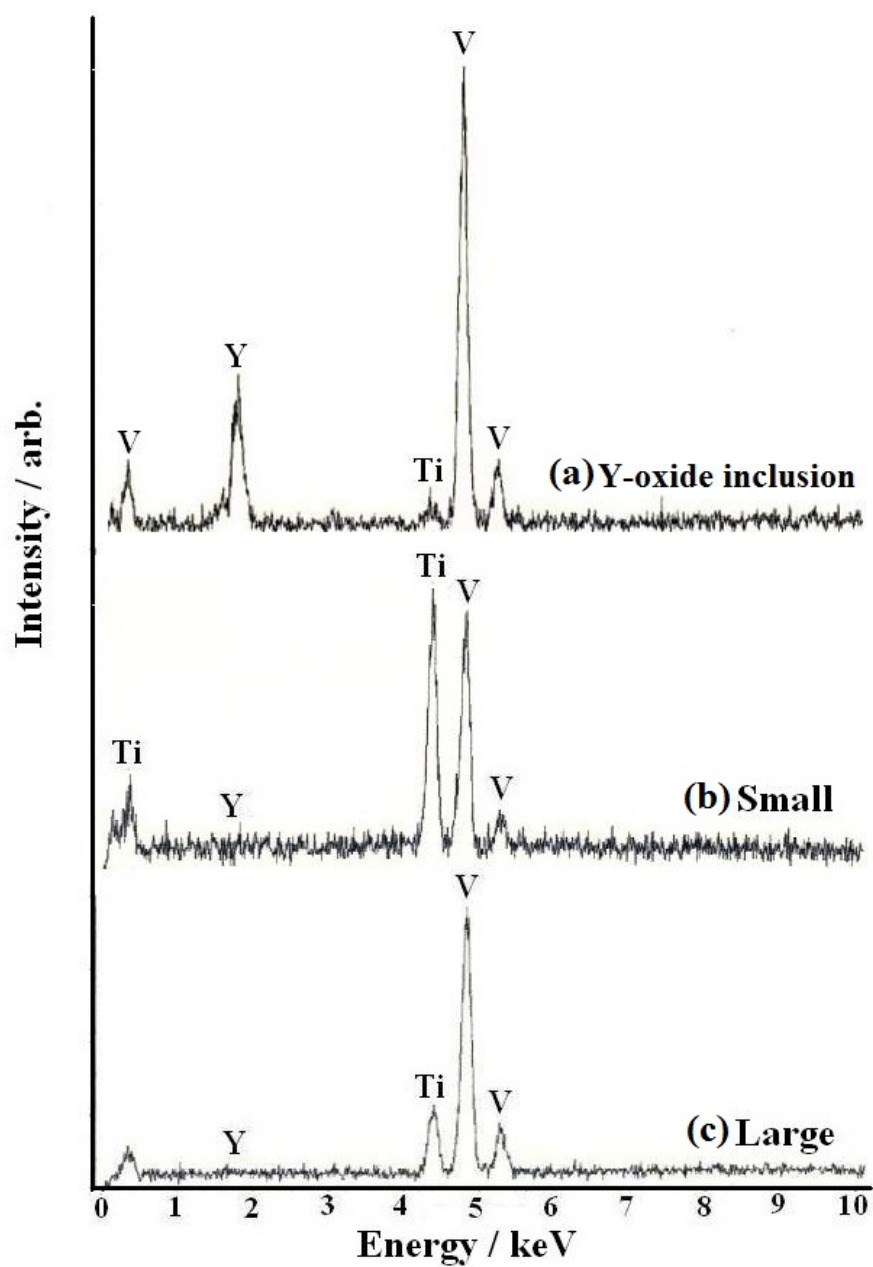 V
Y
V
Ti
V
(a) Y-oxide inclusion
Intensity / arb.
Ti
V
Ti
Y
V
(b) Small
V
Ti
V
Y
(c) Large
0 1 2 3 4 5 6 7 8 9 10
Energy / keV